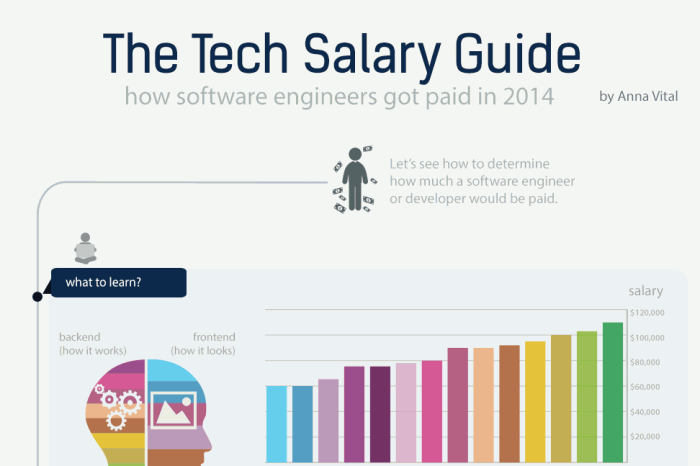 The Tech Salary Guide
how software engineers got paid in 2014
by Anna Vital
Let's see how to determine
how much a software engineer
or developer would be paid.
what to learn?
salary
backend
(how it works)
frontend
(how it looks)
$120,000
$100,000
$80,000
$60,000
$40,000
$20,000